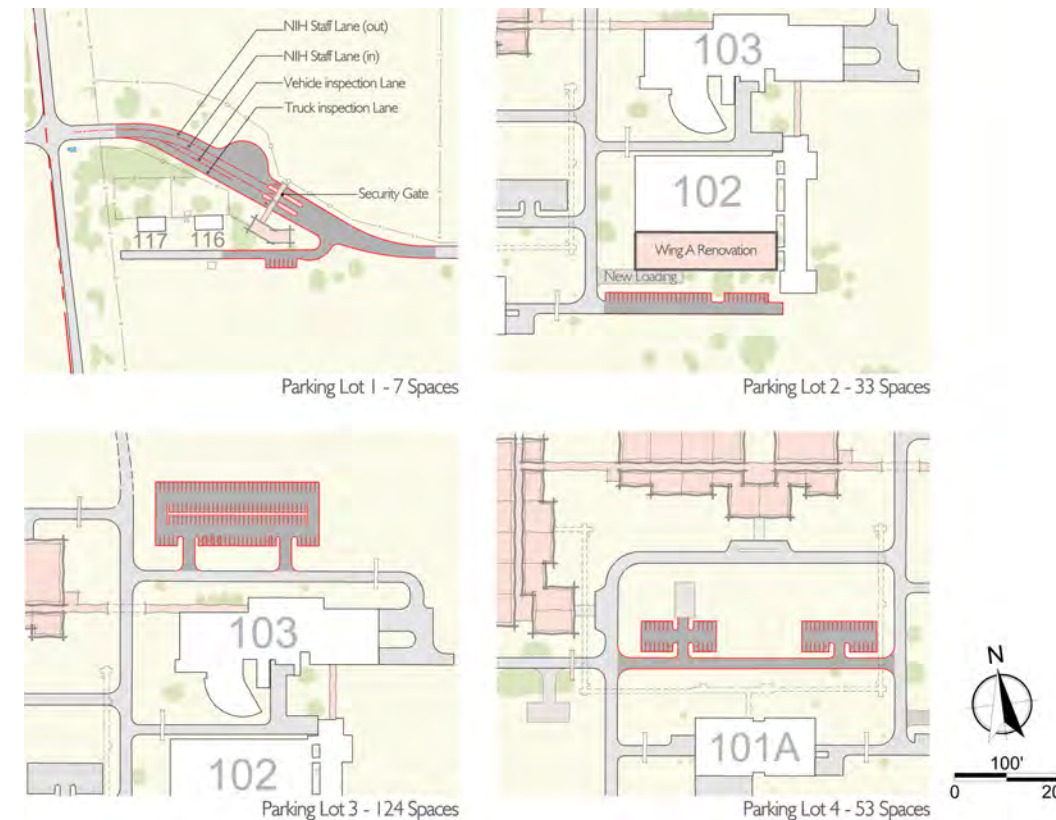 NIH Staff Lane (out)
NIH Staff Lane (in)
Vehicle inspection Lane
Truck inspection Lane
Security Gate
117
116
Parking Lot 1 - 7 Spaces
103
102
Wing A Renovation
New Loading
Parking Lot 2 - 33 Spaces
103
102
Parking Lot 3 - 124 Spaces
101A
Parking Lot 4 - 53 Spaces
N
100'
0